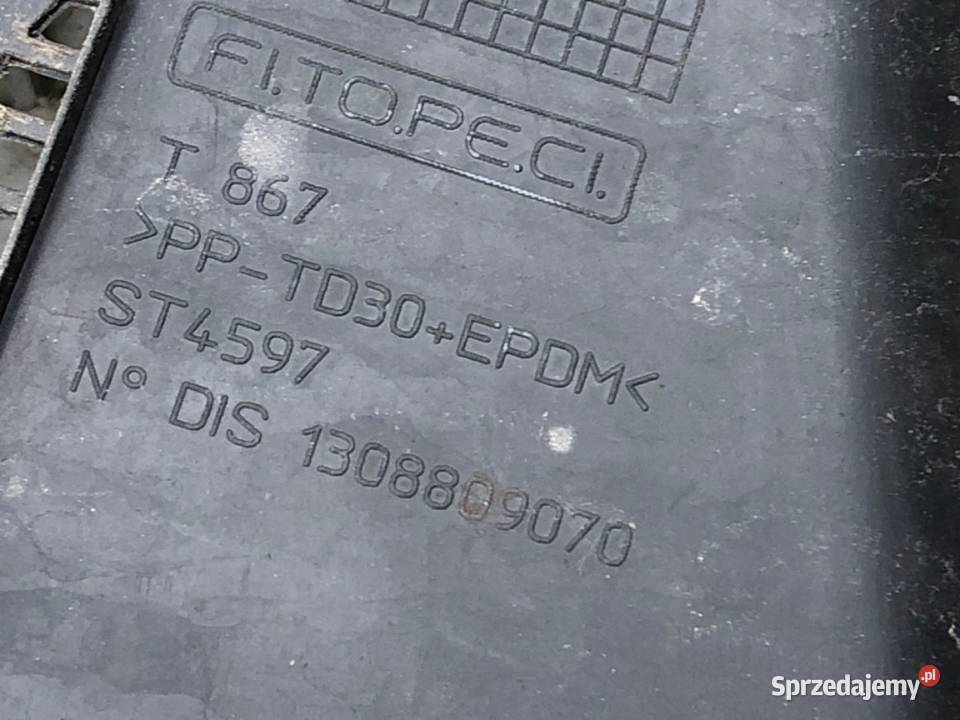 FI.TO.PE.CI.
T 867
>PP-TD30+EPDM<
ST4597
N° DIS 1308809070
Sprzedajemy.pl